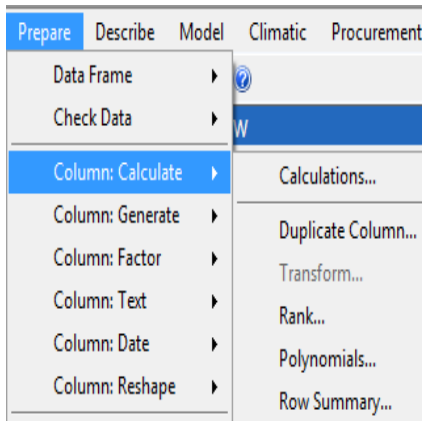 Prepare Describe Model Climatic Procurement
Data Frame
Check Data
W
Column: Calculate
Column: Generate
Column: Factor
Column: Text
Column: Date
Column: Reshape
Calculations...
Duplicate Column...
Transform...
Rank...
Polynomials...
Row Summary...